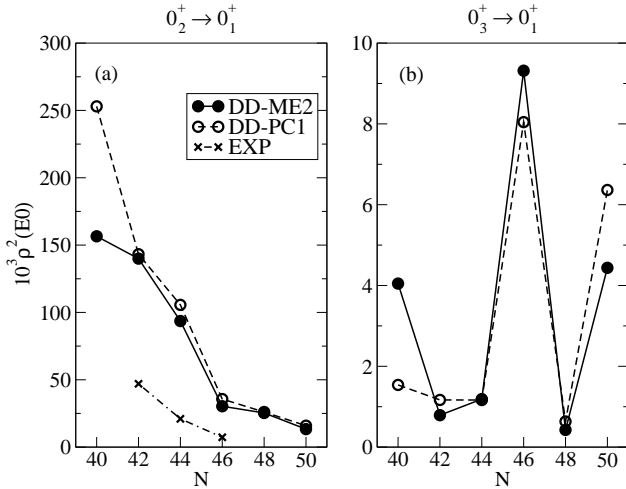 0₂⁺ → 0₁⁺
0₃⁺ → 0₁⁺
300
250
200
150
100
50
0
10³ρ²(E0)
(a)
DD-ME2
DD-PC1
EXP
40 42 44 46 48 50
N
10
8
6
4
2
0
(b)
40 42 44 46 48 50
N